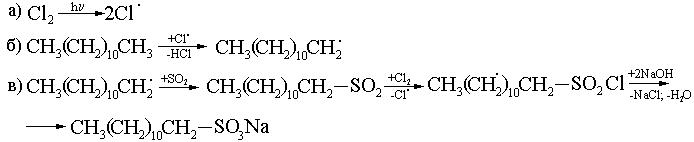 а) Cl₂ —hν→ 2Cl˙
б) CH₃(CH₂)₁₀CH₃ —+Cl˙ / -HCl→ CH₃(CH₂)₁₀CH₂˙
в) CH₃(CH₂)₁₀CH₂˙ —+SO₂→ CH₃(CH₂)₁₀CH₂—SO₂ —+Cl₂ / -Cl˙→ CH₃(CH₂˙)₁₀CH₂—SO₂Cl —+2NaOH / -NaCl; -H₂O→
→ CH₃(CH₂)₁₀CH₂—SO₃Na